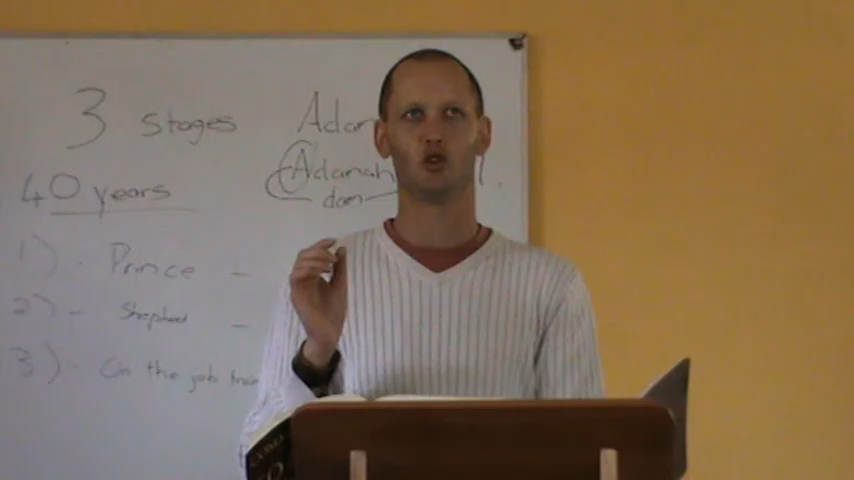 3 stages
Adam
Adamah
dam
40 years
1) - Prince -
2) - Shepherd -
3) - On the job train